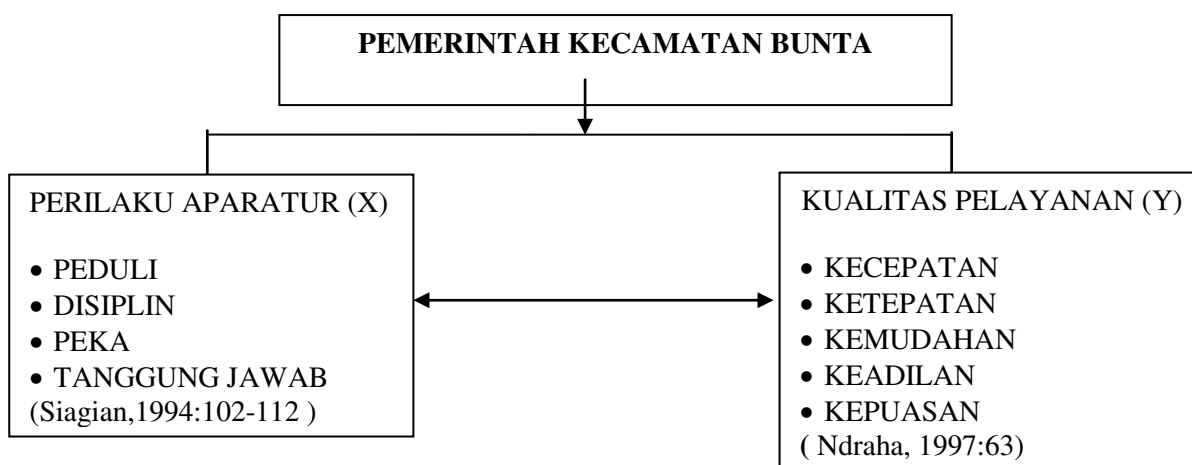 PEMERINTAH KECAMATAN BUNTA
PERILAKU APARATUR (X)
• PEDULI
• DISIPLIN
• PEKA
• TANGGUNG JAWAB
(Siagian,1994:102-112 )
KUALITAS PELAYANAN (Y)
• KECEPATAN
• KETEPATAN
• KEMUDAHAN
• KEADILAN
• KEPUASAN
( Ndraha, 1997:63)